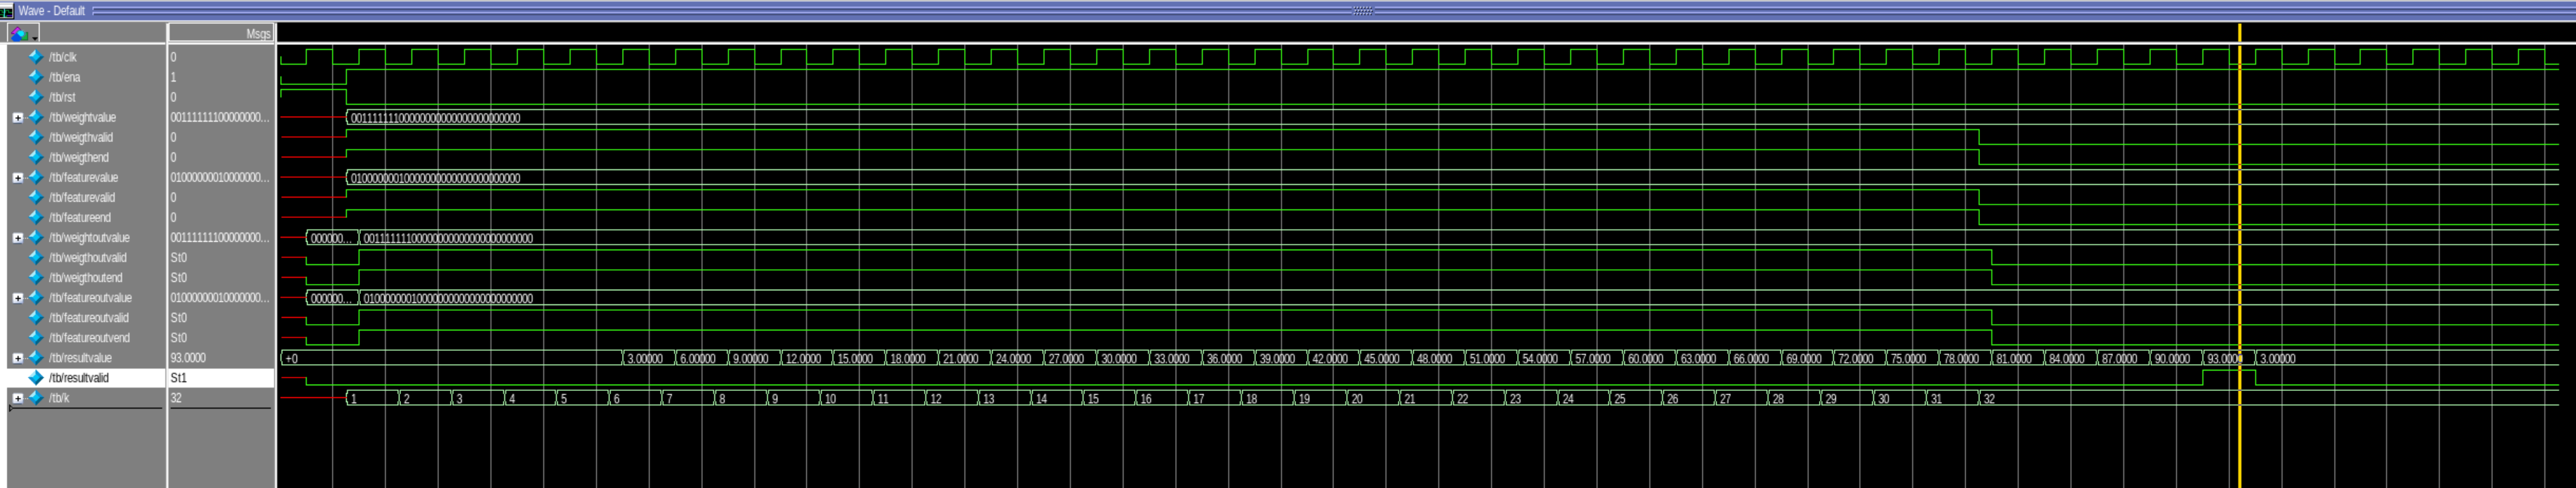 Wave - Default
Msgs
/tb/clk 0
/tb/ena 1
/tb/rst 0
/tb/weightvalue 00111111100000000... 00111111100000000000000000000000
/tb/weigthvalid 0
/tb/weigthend 0
/tb/featurevalue 01000000010000000... 01000000010000000000000000000000
/tb/featurevalid 0
/tb/featureend 0
/tb/weightoutvalue 00111111100000000... 000000... 00111111100000000000000000000000
/tb/weigthoutvalid St0
/tb/weigthoutend St0
/tb/featureoutvalue 01000000010000000... 000000... 01000000010000000000000000000000
/tb/featureoutvalid St0
/tb/featureoutvend St0
/tb/resultvalue 93.0000 +0 3.00000 6.00000 9.00000 12.0000 15.0000 18.0000 21.0000 24.0000 27.0000 30.0000 33.0000 36.0000 39.0000 42.0000 45.0000 48.0000 51.0000 54.0000 57.0000 60.0000 63.0000 66.0000 69.0000 72.0000 75.0000 78.0000 81.0000 84.0000 87.0000 90.0000 93.0000 3.00000
/tb/resultvalid St1
/tb/k 32 1 2 3 4 5 6 7 8 9 10 11 12 13 14 15 16 17 18 19 20 21 22 23 24 25 26 27 28 29 30 31 32